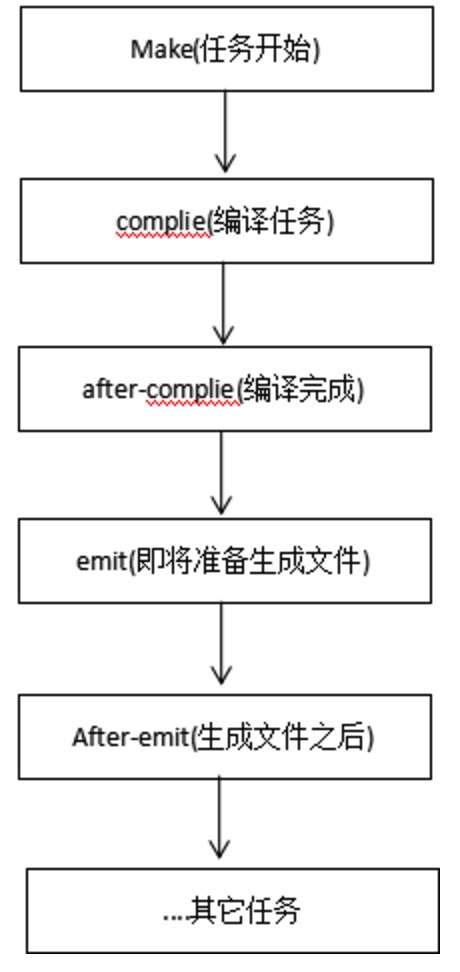 Make(任务开始)
complie(编译任务)
after-complie(编译完成)
emit(即将准备生成文件)
After-emit(生成文件之后)
....其它任务